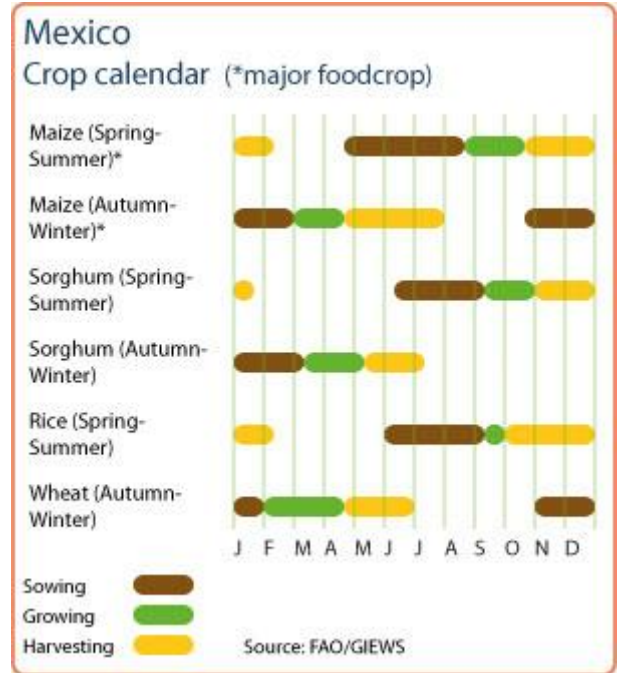 Mexico
Crop calendar (*major foodcrop)
Maize (Spring-
Summer)*
Maize (Autumn-
Winter)*
Sorghum (Spring-
Summer)
Sorghum (Autumn-
Winter)
Rice (Spring-
Summer)
Wheat (Autumn-
Winter)
J F M A M J J A S O N D
Sowing
Growing
Harvesting
Source: FAO/GIEWS